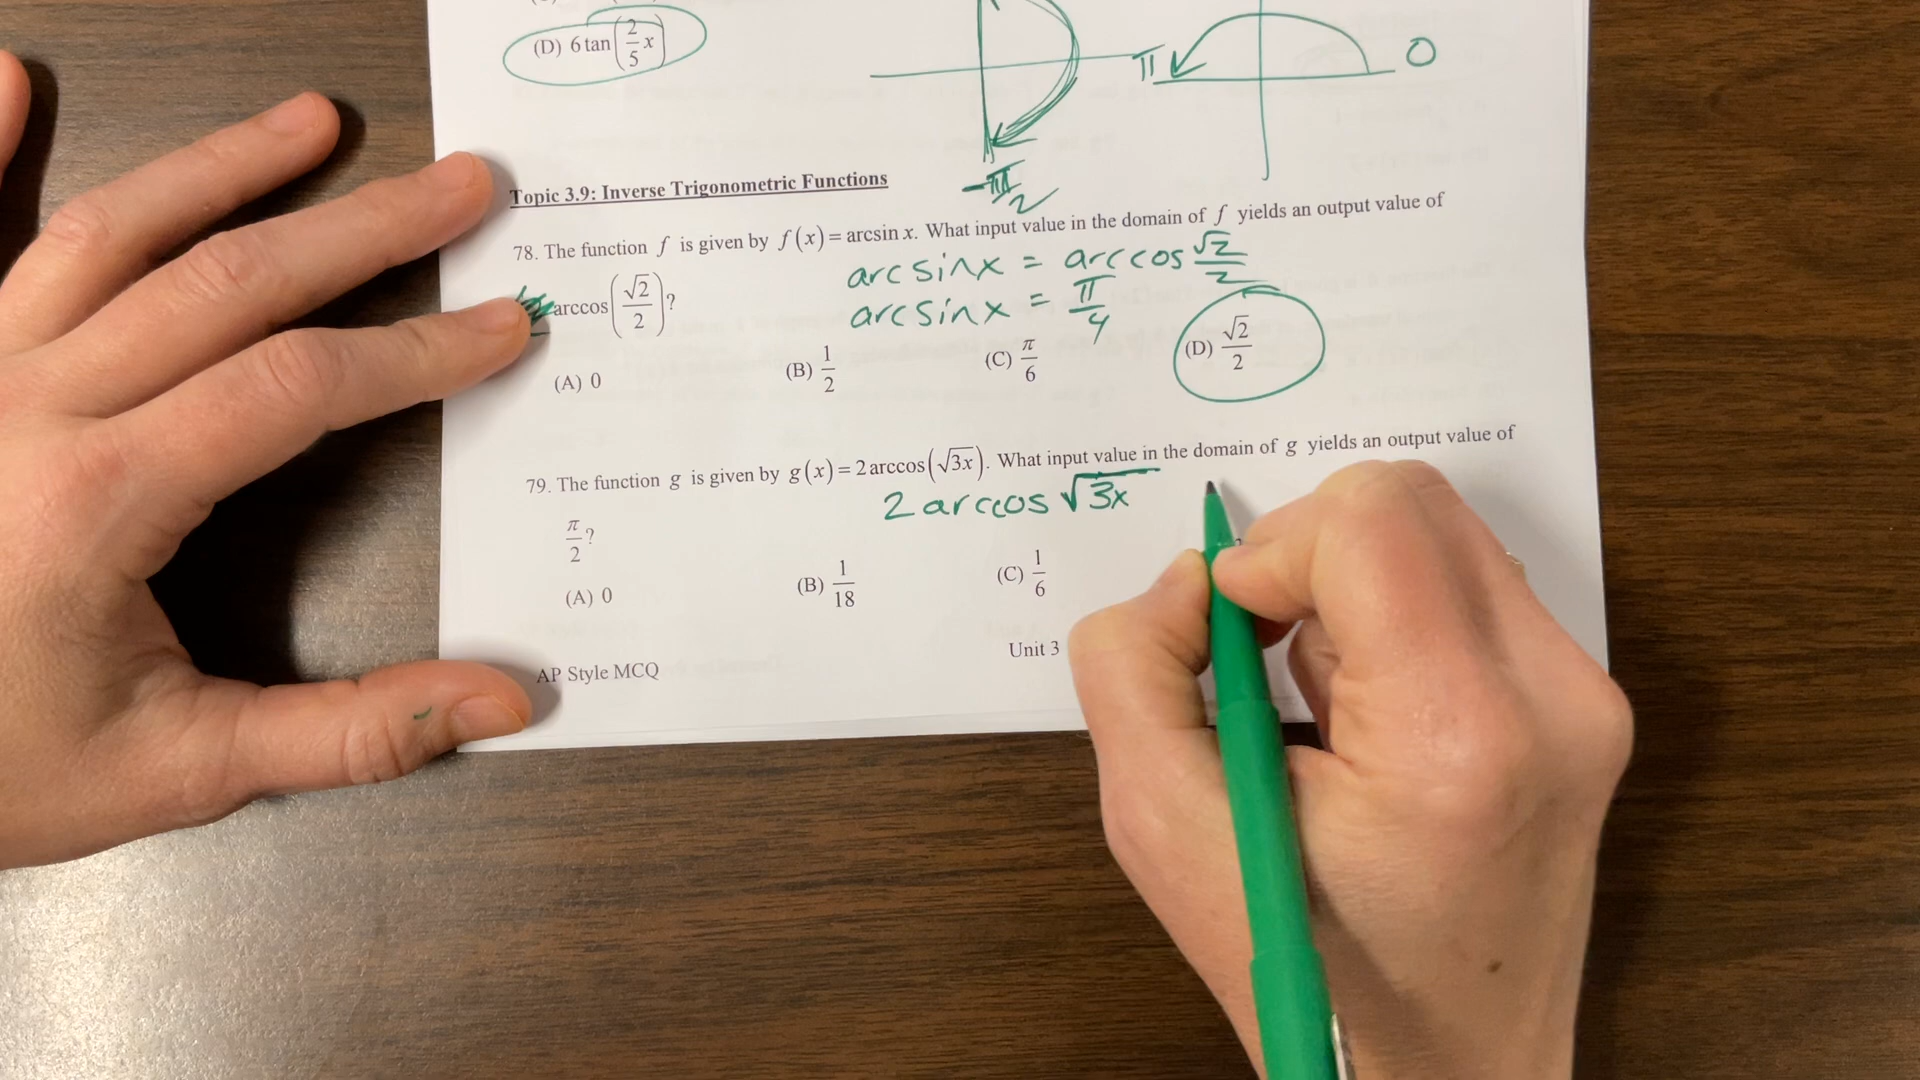 (D) 6 tan(2/5 x)
π
0
-π/2
Topic 3.9: Inverse Trigonometric Functions
78. The function f is given by f(x) = arcsin x. What input value in the domain of f yields an output value of
arcsinx = arccos √2/2
arccos(√2/2)?
arcsinx = π/4
(A) 0 (B) 1/2 (C) π/6 (D) √2/2
79. The function g is given by g(x) = 2 arccos(√3x). What input value in the domain of g yields an output value of
2 arccos √3x
π/2?
(A) 0 (B) 1/18 (C) 1/6
AP Style MCQ Unit 3